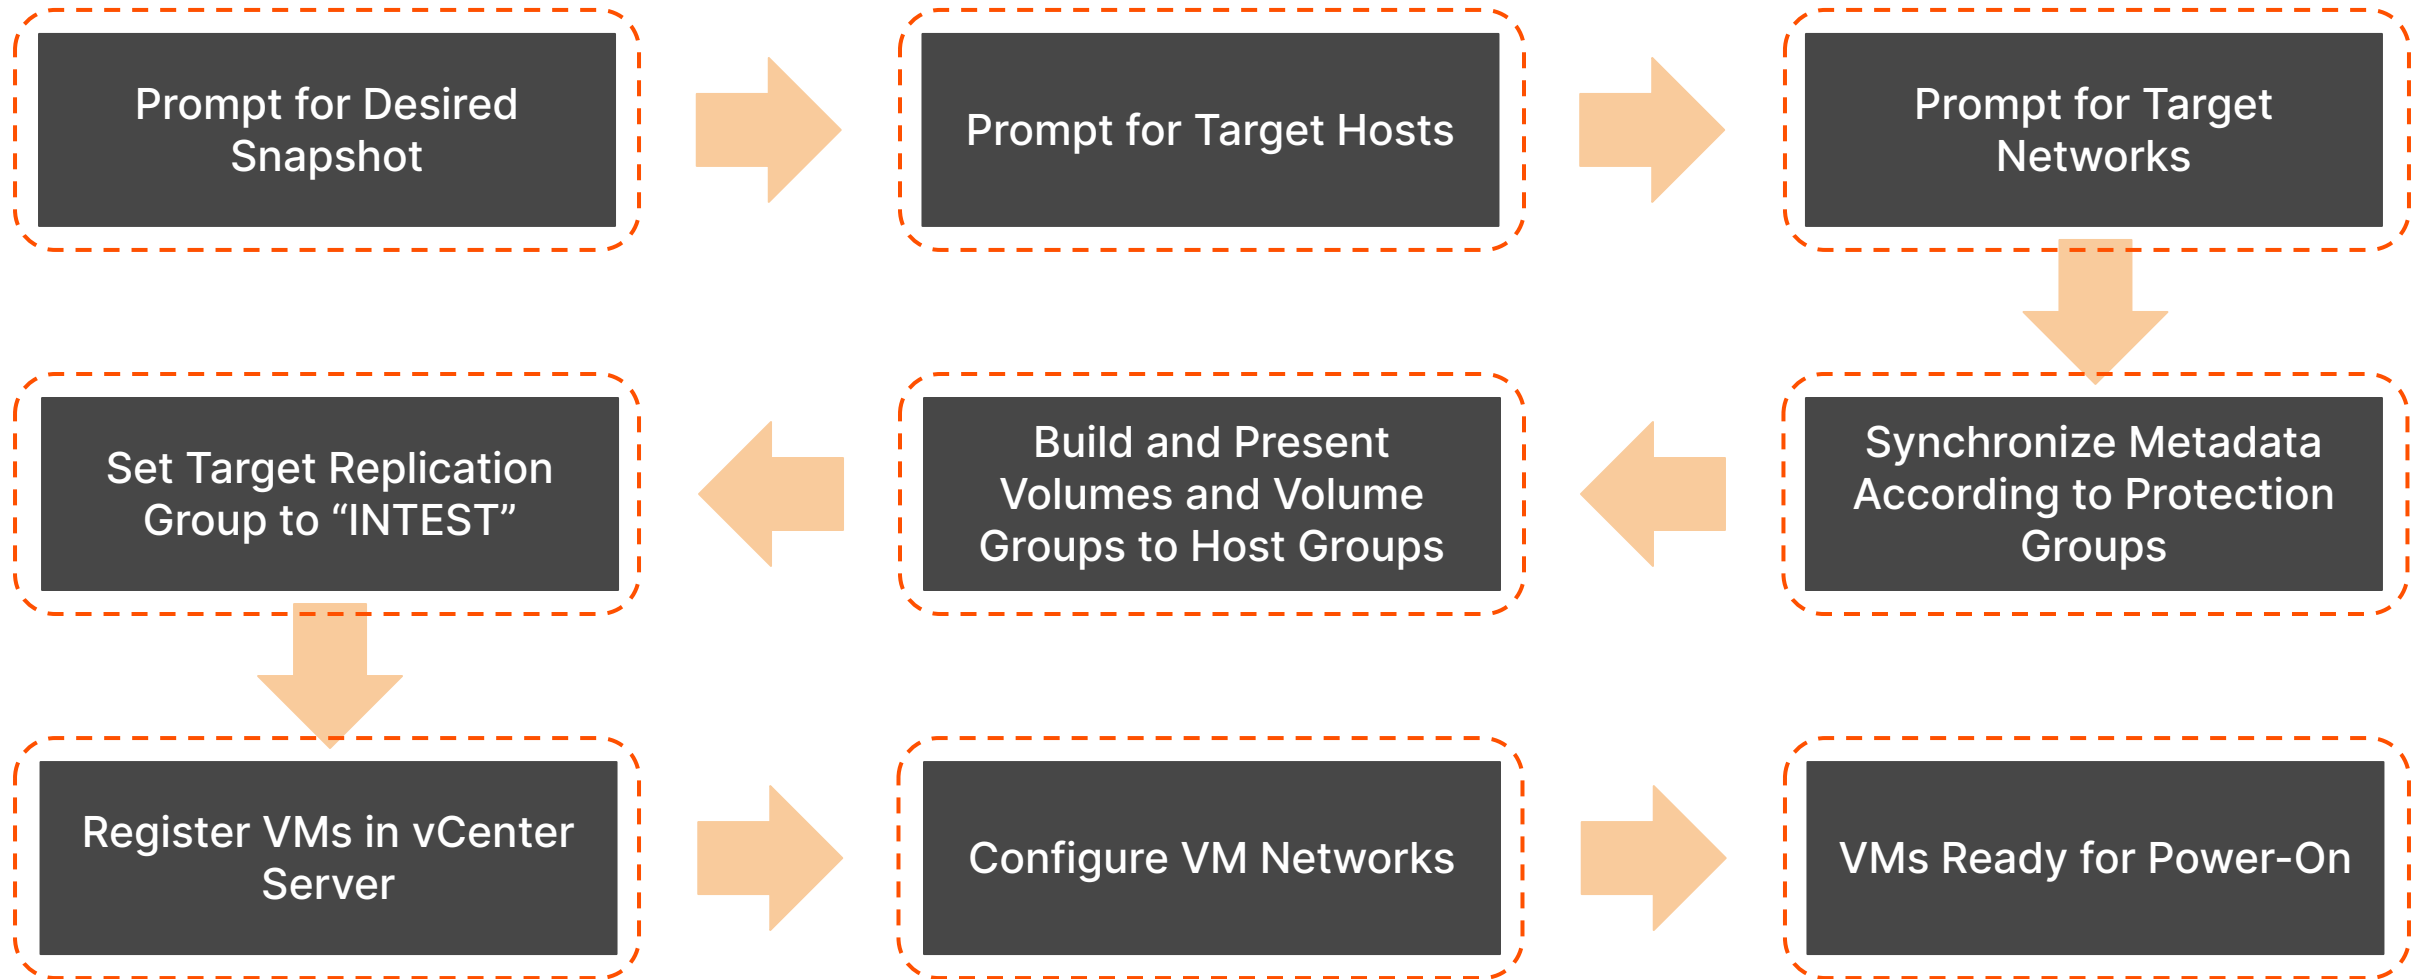 Prompt for Desired
Snapshot
Prompt for Target Hosts
Prompt for Target
Networks
Synchronize Metadata
According to Protection
Groups
Build and Present
Volumes and Volume
Groups to Host Groups
Set Target Replication
Group to “INTEST”
Register VMs in vCenter
Server
Configure VM Networks
VMs Ready for Power-On